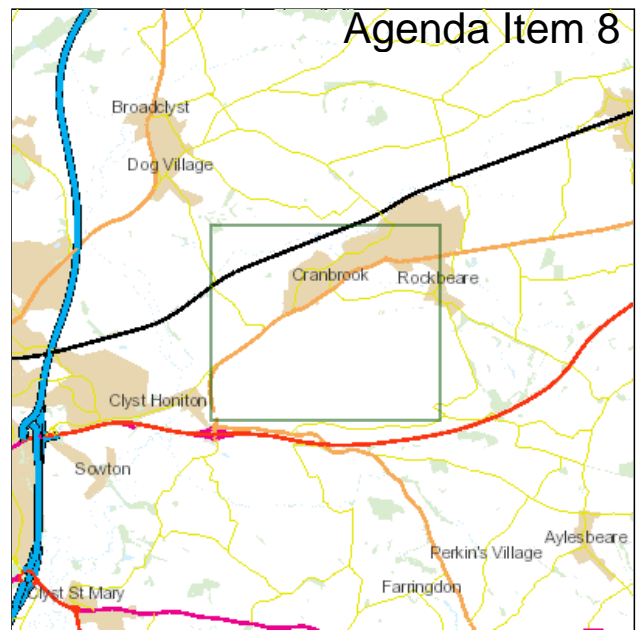 Agenda Item 8
Broadclyst
Dog Village
Cranbrook
Rockbeare
Clyst Honiton
Sowton
Aylesbeare
Perkin's Village
Farringdon
Clyst St Mary